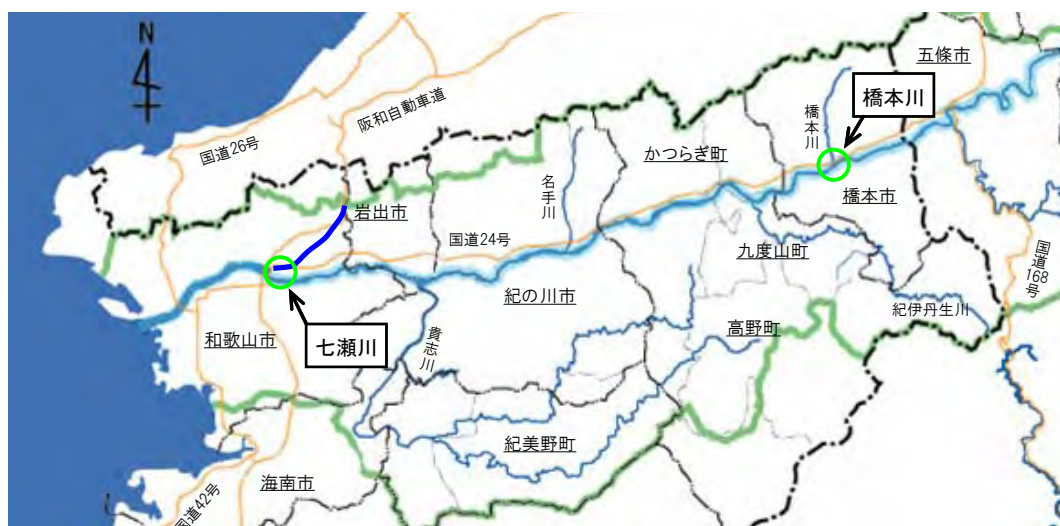 N
五條市
橋本川
阪和自動車道
国道26号
橋本川
かつらぎ町
名手川
岩出市
橋本市
国道24号
九度山町
国道168号
紀の川市
紀伊丹生川
和歌山市
七瀬川
貴志川
高野町
紀美野町
海南市
国道42号